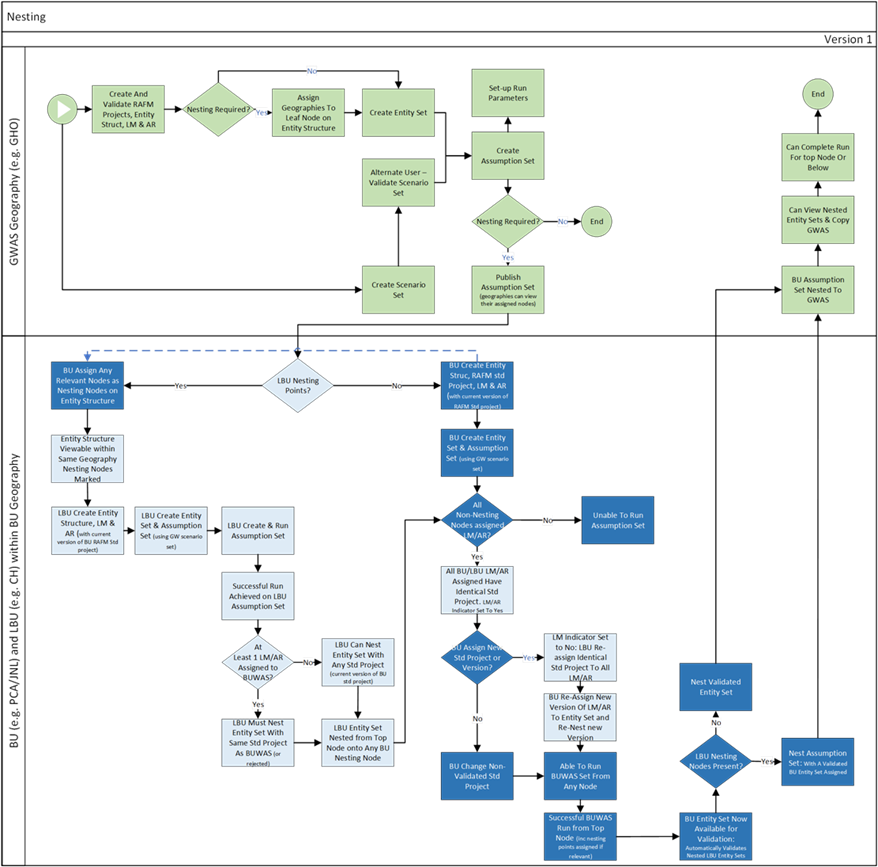 Nesting
Version 1
GWAS Geography (e.g. GHO)
Create And
Validate RAFM
Projects, Entity
Struct, LM & AR
Nesting Required?
No
Yes
Assign
Geographies To
Leaf Node on
Entity Structure
Create Entity Set
Alternate User –
Validate Scenario
Set
Create Scenario
Set
Set-up Run
Parameters
Create
Assumption Set
Nesting Required?
No
End
Yes
Publish
Assumption Set
(geographies can view
their assigned nodes)
End
Can Complete Run
For top Node Or
Below
Can View Nested
Entity Sets & Copy
GWAS
BU Assumption
Set Nested To
GWAS
BU (e.g. PCA/JNL) and LBU (e.g. CH) within BU Geography
BU Assign Any
Relevant Nodes as
Nesting Nodes on
Entity Structure
Yes
LBU Nesting
Points?
No
BU Create Entity
Struc, RAFM std
Project, LM & AR
(with current version of
RAFM Std project)
Entity Structure
Viewable within
Same Geography
Nesting Nodes
Marked
BU Create Entity
Set & Assumption
Set (using GW scenario
set)
LBU Create Entity
Structure, LM &
AR (with current
version of BU RAFM Std
project)
LBU Create Entity
Set & Assumption
Set (using GW scenario
set)
LBU Create & Run
Assumption Set
All
Non-Nesting
Nodes assigned
LM/AR?
No
Unable To Run
Assumption Set
Yes
Successful Run
Achieved on LBU
Assumption Set
All BU/LBU LM/AR
Assigned Have
Identical Std
Project. LM/AR
Indicator Set To Yes
At
Least 1 LM/AR
Assigned to
BUWAS?
No
LBU Can Nest
Entity Set With
Any Std Project
(current version of BU
std project)
Yes
BU Assign New
Std Project or
Version?
Yes
LM Indicator Set
to No: LBU Re-
assign Identical
Std Project To All
LM/AR
No
LBU Must Nest
Entity Set With
Same Std Project
As BUWAS (or
rejected)
LBU Entity Set
Nested from Top
Node onto Any BU
Nesting Node
BU Re-Assign New
Version Of LM/AR
To Entity Set and
Re-Nest new
Version
BU Change Non-
Validated Std
Project
Able To Run
BUWAS Set From
Any Node
Successful BUWAS
Run from Top
Node (Inc nesting
points assigned if
relevant)
Nest Validated
Entity Set
No
LBU Nesting
Nodes Present?
Yes
Nest Assumption
Set: With A Validated
BU Entity Set Assigned
BU Entity Set Now
Available for
Validation:
Automatically Validates
Nested LBU Entity Sets